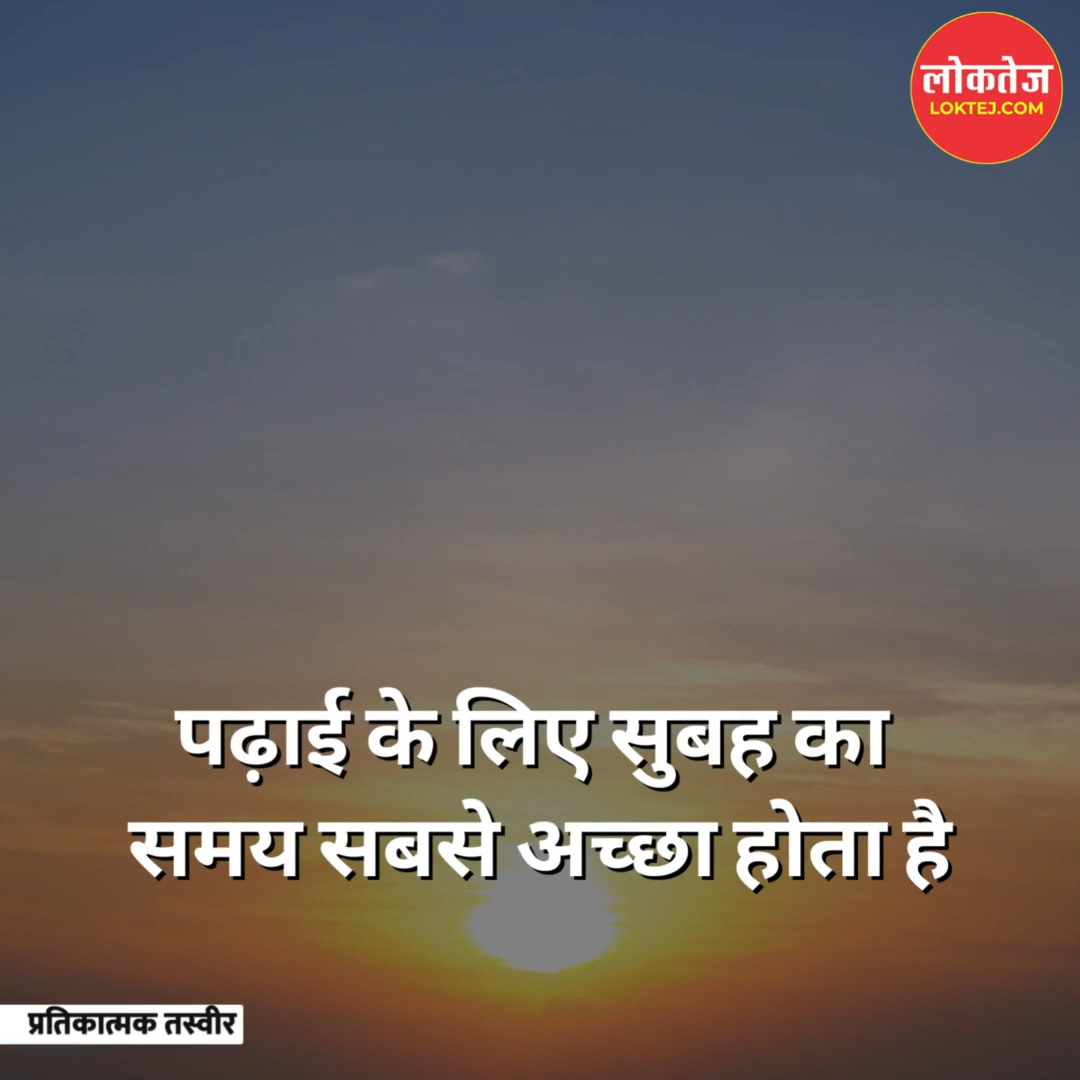 लोकतेज
LOKTEJ.COM
पढ़ाई के लिए सुबह का
समय सबसे अच्छा होता है
प्रतिकात्मक तस्वीर